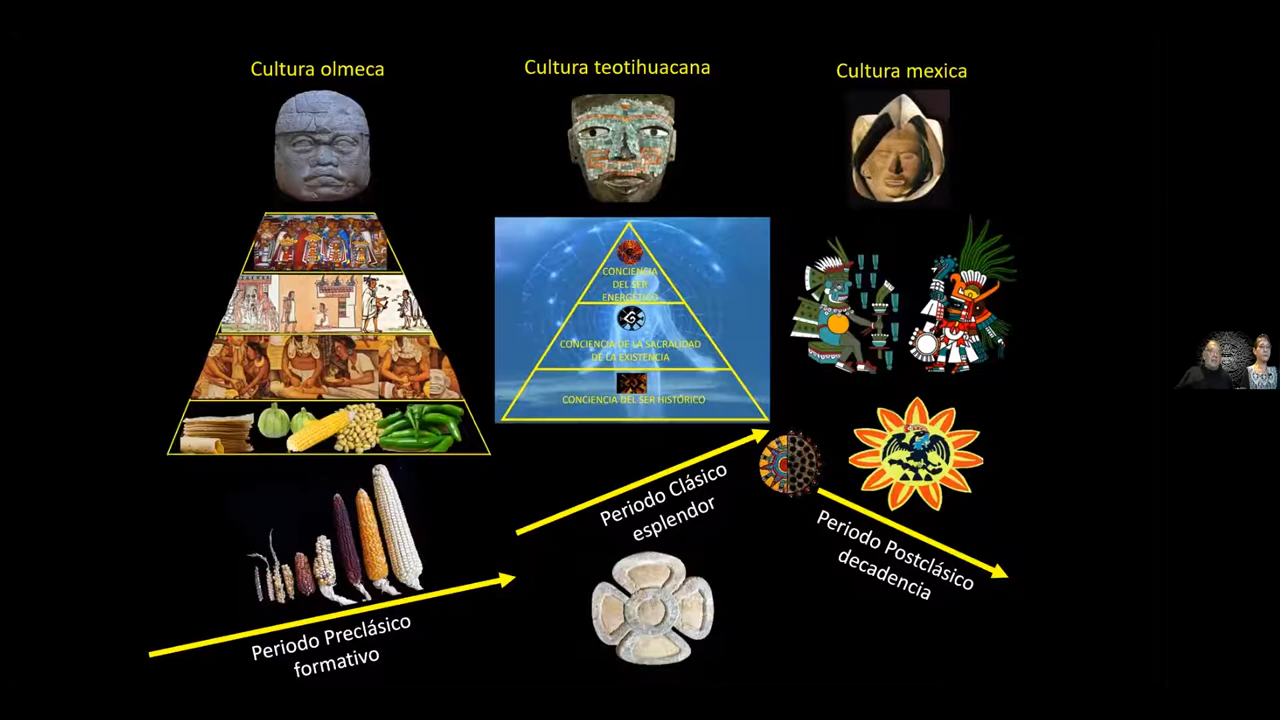 Cultura olmeca
Cultura teotihuacana
Cultura mexica
CONCIENCIA
DEL SER
ENERGÉTICO
CONCIENCIA DE LA SACRALIDAD
DE LA EXISTENCIA
CONCIENCIA DEL SER HISTÓRICO
Periodo Preclásico
formativo
Periodo Clásico
esplendor
Periodo Postclásico
decadencia